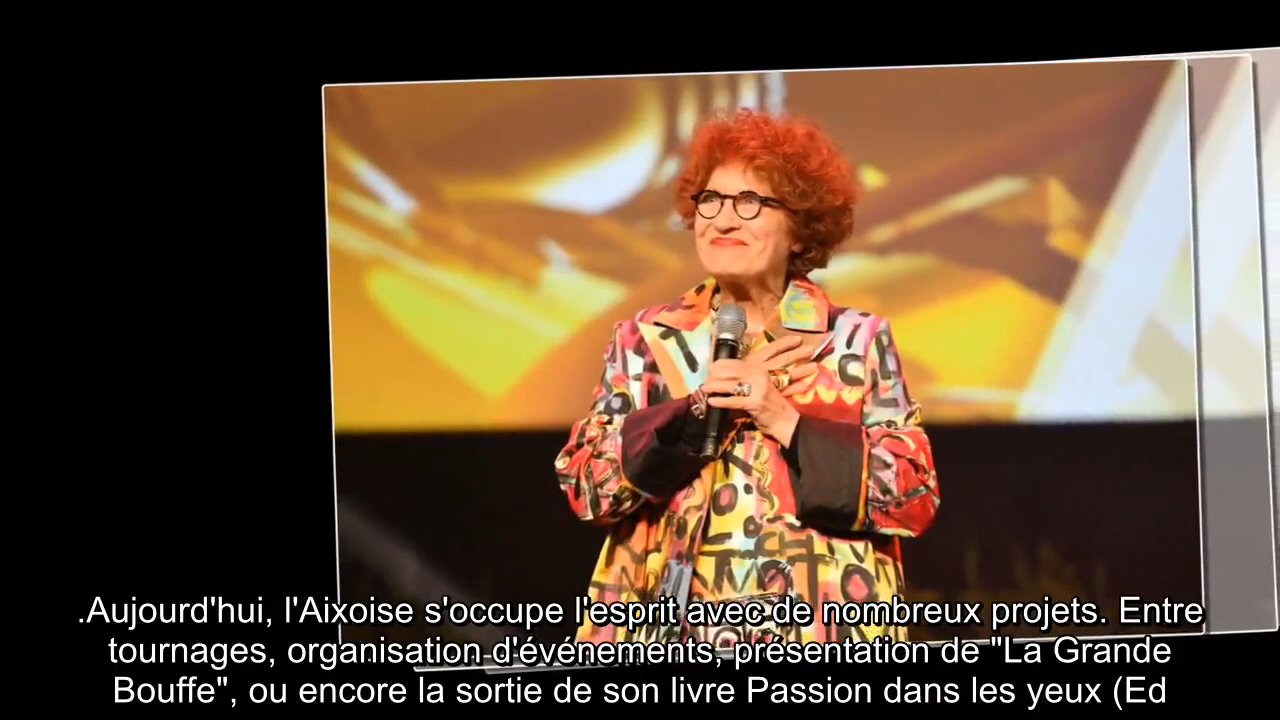 .Aujourd'hui, l'Aixoise s'occupe l'esprit avec de nombreux projets. Entre
tournages, organisation d'événements, présentation de "La Grande
Bouffe", ou encore la sortie de son livre Passion dans les yeux (Ed